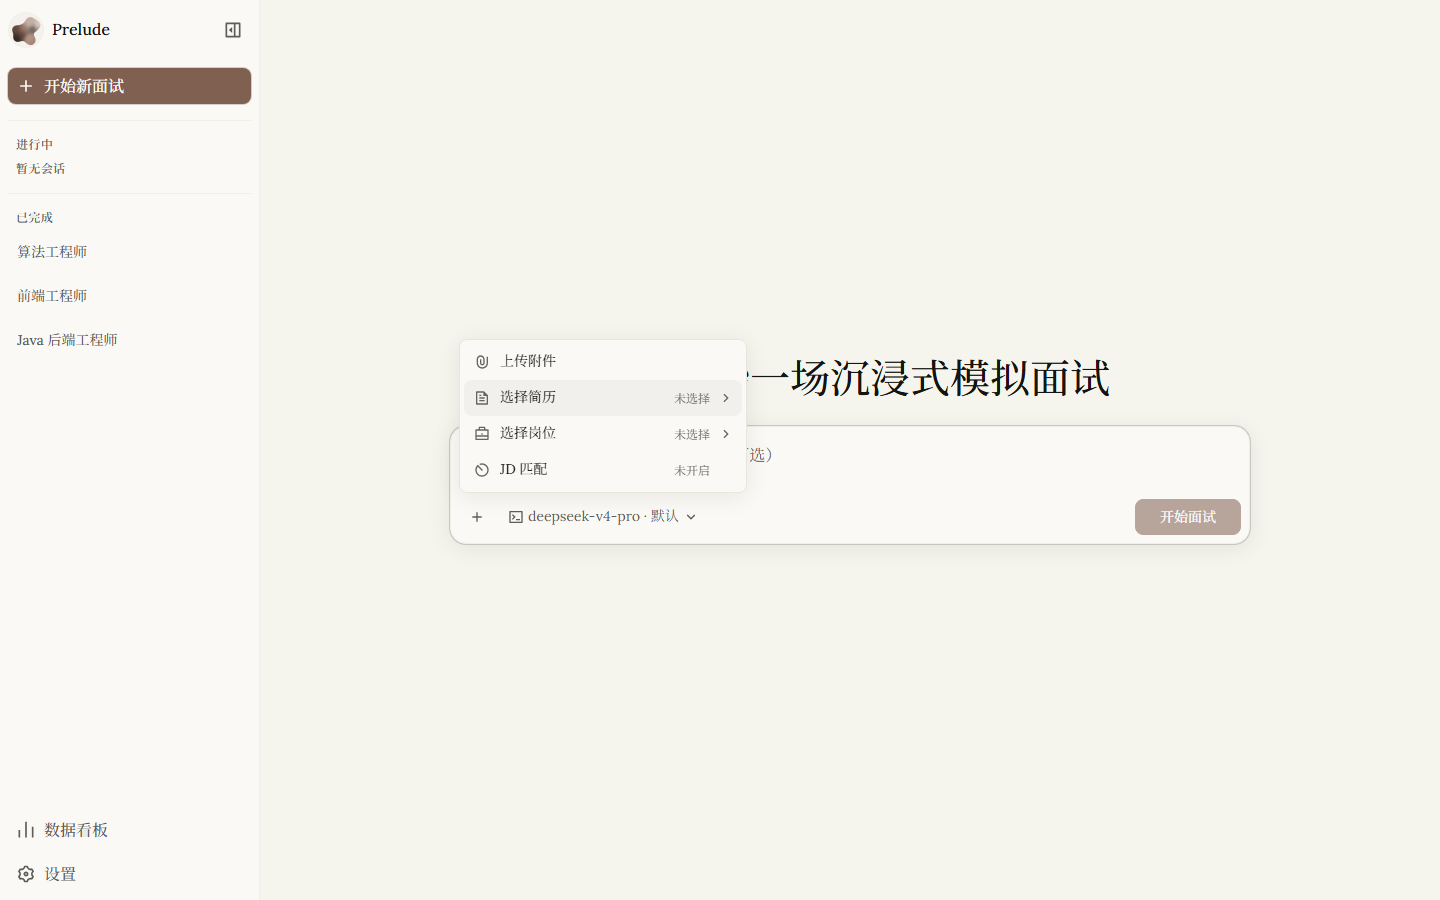 Prelude
开始新面试
进行中
暂无会话
已完成
算法工程师
前端工程师
Java 后端工程师
数据看板
设置
一场沉浸式模拟面试
上传附件
选择简历 未选择
选择岗位 未选择
JD 匹配 未开启
选）
deepseek-v4-pro · 默认
开始面试